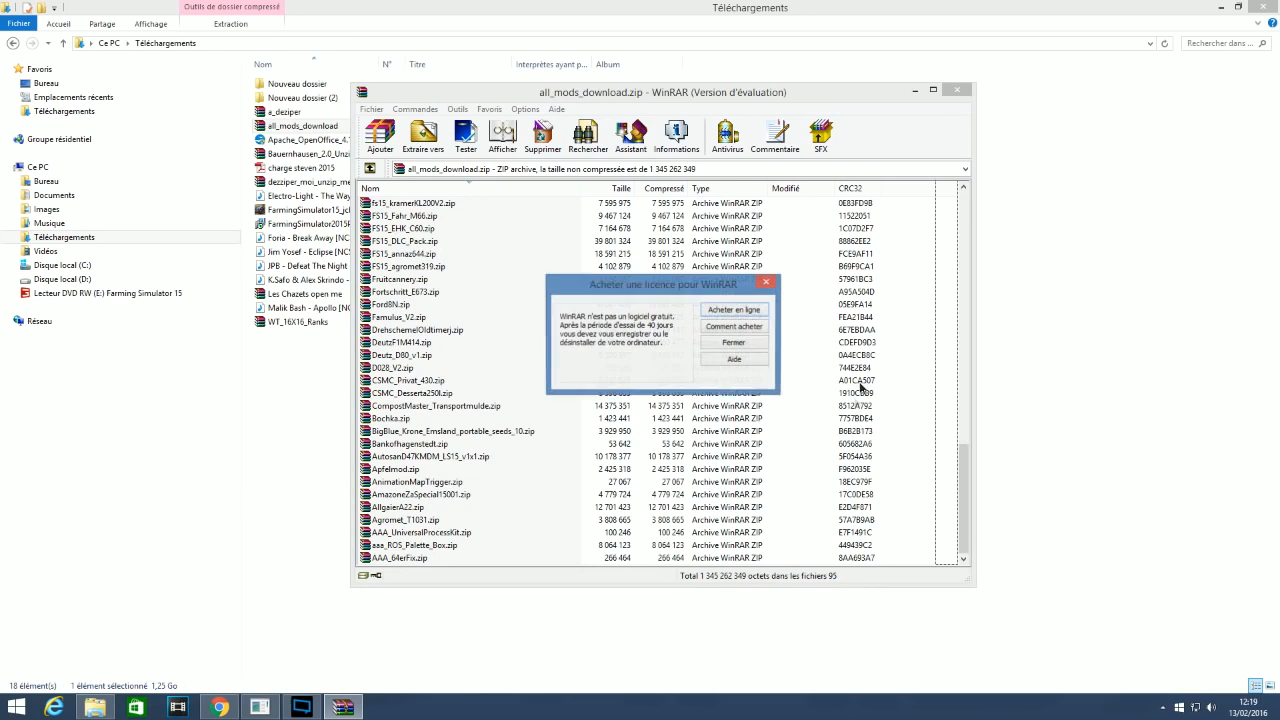 Outils de dossier compressé
Téléchargements
Fichier Accueil Partage Affichage Extraction
Ce PC Téléchargements
Rechercher dans ...
Nom N° Titre Interprètes ayant p... Album
Favoris
Bureau
Emplacements récents
Téléchargements
Groupe résidentiel
Ce PC
Bureau
Documents
Images
Musique
Téléchargements
Vidéos
Disque local (C:)
Disque local (D:)
Lecteur DVD RW (E:) Farming Simulator 15
Réseau
Nouveau dossier
Nouveau dossier (2)
a_deziper
all_mods_download
Apache_OpenOffice_4.
Bauernhausen_2.0_Unzi
charge steven 2015
dezziper_moi_unzip_me
Electro-Light - The Way
FarmingSimulator15_jcl
FarmingSimulator2015P
Foria - Break Away [NC
Jim Yosef - Eclipse [NC
JPB - Defeat The Night
K.Safo & Alex Skrindo -
Les Chazets open me
Malik Bash - Apollo [NC
WT_16X16_Ranks
all_mods_download.zip - WinRAR (Version d'évaluation)
Fichier Commandes Outils Favoris Options Aide
Ajouter Extraire vers Tester Afficher Supprimer Rechercher Assistant Informations Antivirus Commentaire SFX
all_mods_download.zip - ZIP archive, la taille non compressée est de 1 345 262 349
Nom Taille Compressé Type Modifié CRC32
fs15_kramerKL200V2.zip 7 595 975 7 595 975 Archive WinRAR ZIP 0E83FD9B
FS15_Fahr_M66.zip 9 467 124 9 467 124 Archive WinRAR ZIP 11522051
FS15_EHK_C60.zip 7 164 678 7 164 678 Archive WinRAR ZIP 1C07D2F7
FS15_DLC_Pack.zip 39 801 324 39 801 324 Archive WinRAR ZIP 88862EE2
FS15_annaz644.zip 18 591 215 18 591 215 Archive WinRAR ZIP FCE9AF11
FS15_agromet319.zip 4 102 879 4 102 879 Archive WinRAR ZIP B69F9CA1
Fruitcannery.zip 57961BC3
Fortschritt_E673.zip A95A504D
Ford8N.zip 05E9FA14
Famulus_V2.zip FEA21B44
DrehschemelOldtimerj.zip 6E7EBDAA
DeutzF1M414.zip CDEFD9D3
Deutz_D80_v1.zip 0A4ECB8C
D028_V2.zip 744E2E84
CSMC_Privat_430.zip A01CA507
CSMC_Desserta250l.zip
CompostMaster_Transportmulde.zip 14 375 351 14 375 351 Archive WinRAR ZIP 8512A792
Bochka.zip 1 423 441 1 423 441 Archive WinRAR ZIP 7757BDE4
BigBlue_Krone_Emsland_portable_seeds_10.zip 3 929 950 3 929 950 Archive WinRAR ZIP B6B2B173
Bankofhagenstedt.zip 53 642 53 642 Archive WinRAR ZIP 605682A6
AutosanD47KMDM_LS15_v1x1.zip 10 178 377 10 178 377 Archive WinRAR ZIP 5F054A36
Apfelmod.zip 2 425 318 2 425 318 Archive WinRAR ZIP F962035E
AnimationMapTrigger.zip 27 067 27 067 Archive WinRAR ZIP 18EC979F
AmazoneZaSpecial15001.zip 4 779 724 4 779 724 Archive WinRAR ZIP 17C0DE58
AllgaierA22.zip 12 701 423 12 701 423 Archive WinRAR ZIP E2D4F871
Agromet_T1031.zip 3 808 665 3 808 665 Archive WinRAR ZIP 57A7B9AB
AAA_UniversalProcessKit.zip 100 246 100 246 Archive WinRAR ZIP E7F1491C
aaa_ROS_Palette_Box.zip 8 064 123 8 064 123 Archive WinRAR ZIP 449439C2
AAA_64erFix.zip 266 464 266 464 Archive WinRAR ZIP 8AA693A7
Total 1 345 262 349 octets dans les fichiers 95
Acheter une licence pour WinRAR
WinRAR n'est pas un logiciel gratuit.
Après la période d'essai de 40 jours
vous devez vous enregistrer ou le
désinstaller de votre ordinateur.
Acheter en ligne
Comment acheter
Fermer
Aide
18 élément(s) 1 élément sélectionné 1,25 Go
12:19
13/02/2016